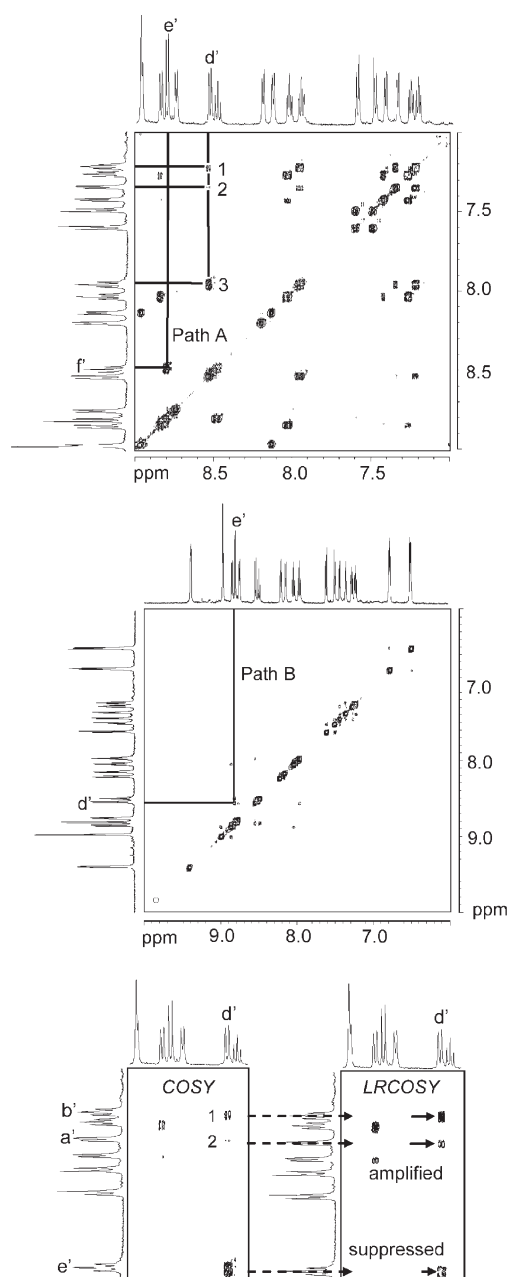 e'
d'
1
2
7.5
3
8.0
Path A
f'
8.5
ppm 8.5 8.0 7.5
e'
Path B
7.0
8.0
d'
9.0
ppm
ppm 9.0 8.0 7.0
d' d'
COSY LRCOSY
b' 1
a' 2
amplified
suppressed
e'